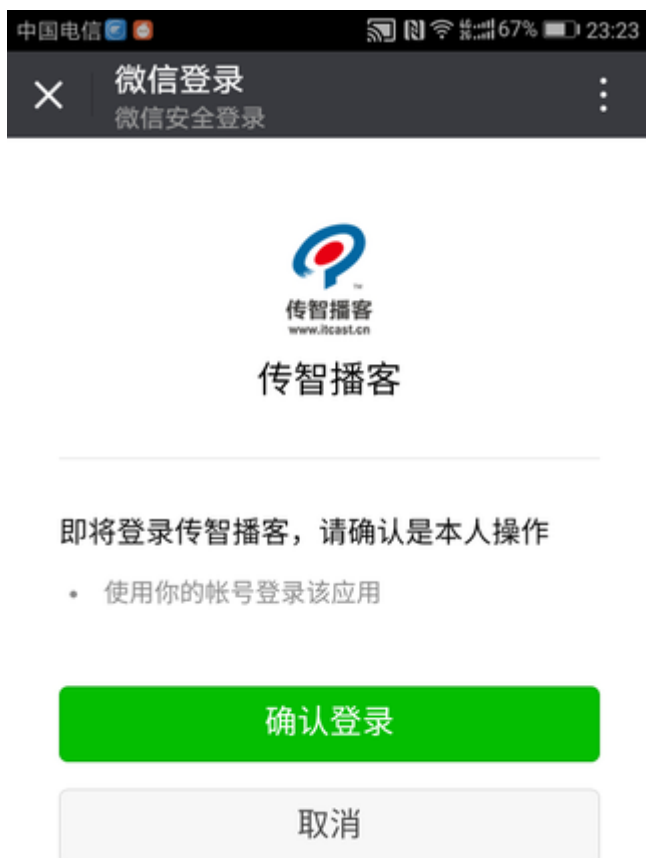 中国电信 67% 23:23
微信登录
微信安全登录
传智播客
www.itcast.cn
传智播客
即将登录传智播客，请确认是本人操作
• 使用你的帐号登录该应用
确认登录
取消